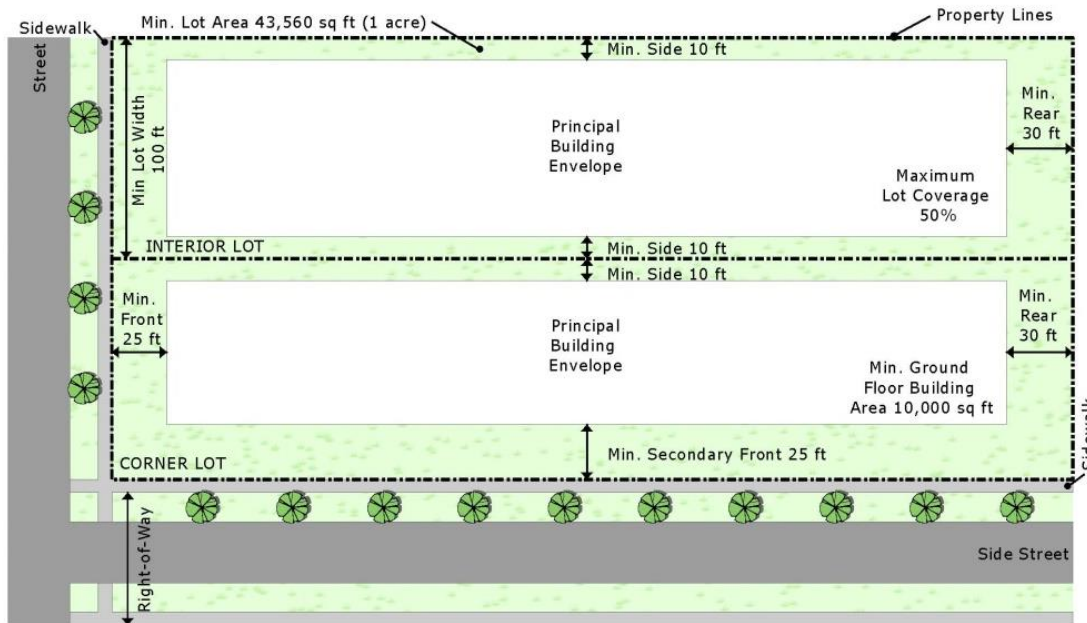 Sidewalk
Min. Lot Area 43,560 sq ft (1 acre)
Property Lines
Street
Min Lot Width
100 ft
Min. Side 10 ft
Min.
Rear
30 ft
Principal
Building
Envelope
Maximum
Lot Coverage
50%
INTERIOR LOT
Min. Side 10 ft
Min. Side 10 ft
Min.
Front
25 ft
Principal
Building
Envelope
Min.
Rear
30 ft
Min. Ground
Floor Building
Area 10,000 sq ft
CORNER LOT
Min. Secondary Front 25 ft
Sidewalk
Right-of-Way
Side Street